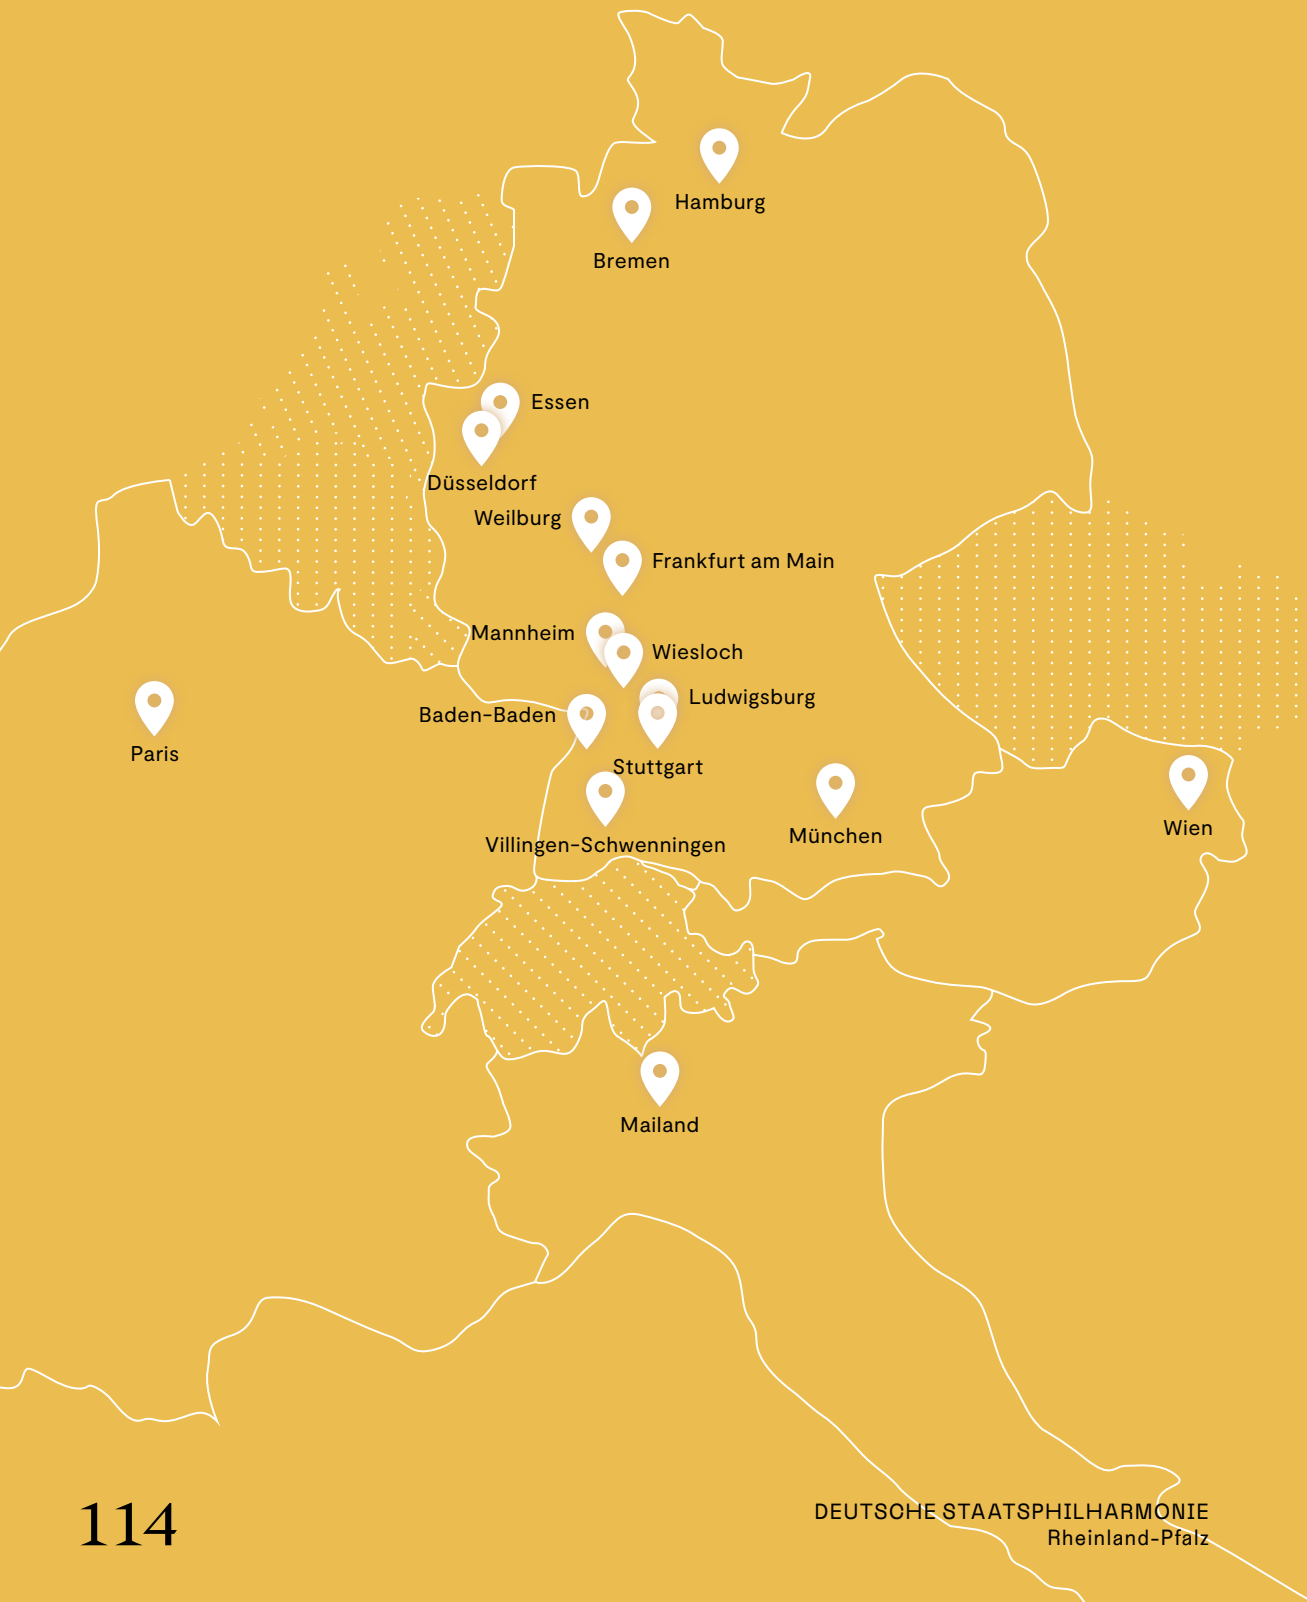 Hamburg
Bremen
Essen
Düsseldorf
Weilburg
Frankfurt am Main
Mannheim
Wiesloch
Ludwigsburg
Baden-Baden
Paris
Stuttgart
Villingen-Schwenningen
München
Wien
Mailand
114
DEUTSCHE STAATSPHILHARMONIE
Rheinland-Pfalz